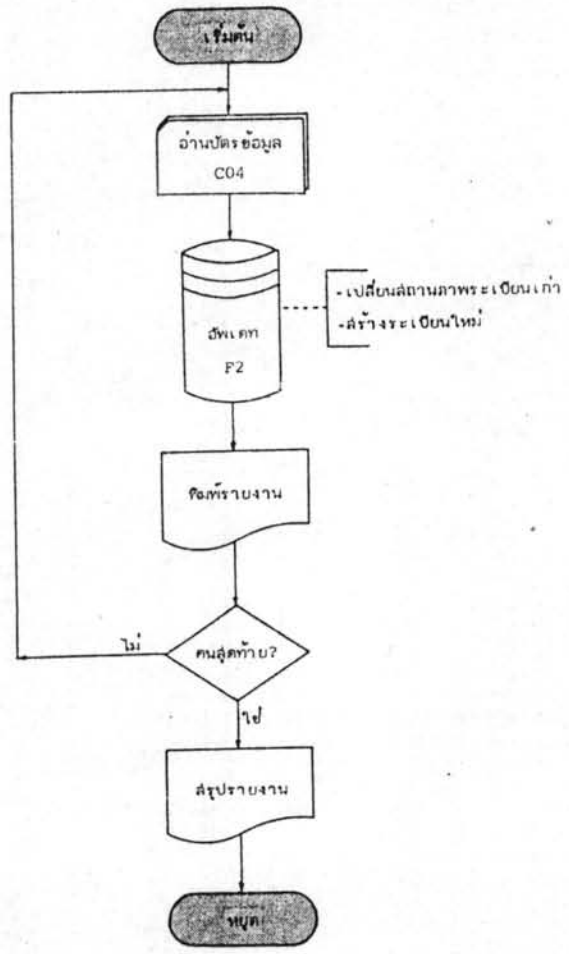 เริ่มต้น
อ่านบัตรข้อมูล
C04
อัพเดท
F2
-เปลี่ยนสถานภาพระเบียนเก่า
-สร้างระเบียนใหม่
พิมพ์รายงาน
คนสุดท้าย?
ไม่
ใช่
สรุปรายงาน
หยุด